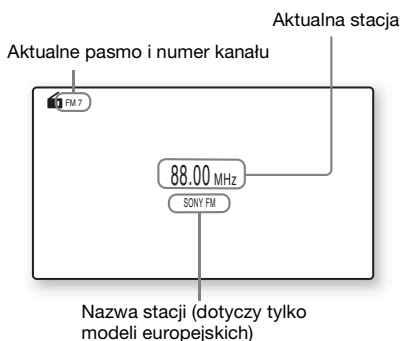 Aktualna stacja
Aktualne pasmo i numer kanału
FM 7
88.00 MHz
SONY FM
Nazwa stacji (dotyczy tylko
modeli europejskich)